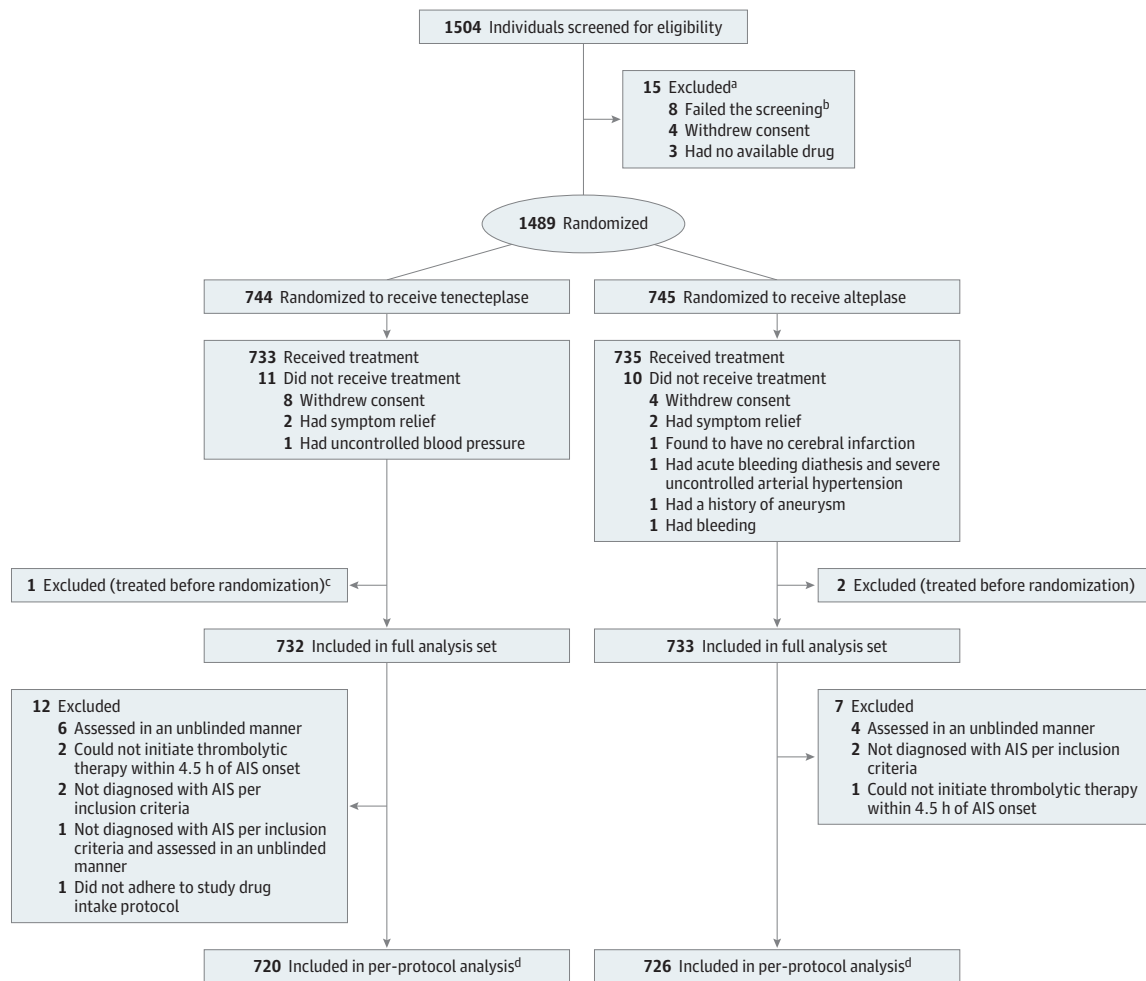 1504 Individuals screened for eligibility
15 Excludedᵃ
8 Failed the screeningᵇ
4 Withdrew consent
3 Had no available drug
1489 Randomized
744 Randomized to receive tenecteplase
745 Randomized to receive alteplase
733 Received treatment
11 Did not receive treatment
8 Withdrew consent
2 Had symptom relief
1 Had uncontrolled blood pressure
735 Received treatment
10 Did not receive treatment
4 Withdrew consent
2 Had symptom relief
1 Found to have no cerebral infarction
1 Had acute bleeding diathesis and severe
uncontrolled arterial hypertension
1 Had a history of aneurysm
1 Had bleeding
1 Excluded (treated before randomization)ᶜ
2 Excluded (treated before randomization)
732 Included in full analysis set
733 Included in full analysis set
12 Excluded
6 Assessed in an unblinded manner
2 Could not initiate thrombolytic
therapy within 4.5 h of AIS onset
2 Not diagnosed with AIS per
inclusion criteria
1 Not diagnosed with AIS per inclusion
criteria and assessed in an unblinded
manner
1 Did not adhere to study drug
intake protocol
7 Excluded
4 Assessed in an unblinded manner
2 Not diagnosed with AIS per inclusion
criteria
1 Could not initiate thrombolytic therapy
within 4.5 h of AIS onset
720 Included in per-protocol analysisᵈ
726 Included in per-protocol analysisᵈ